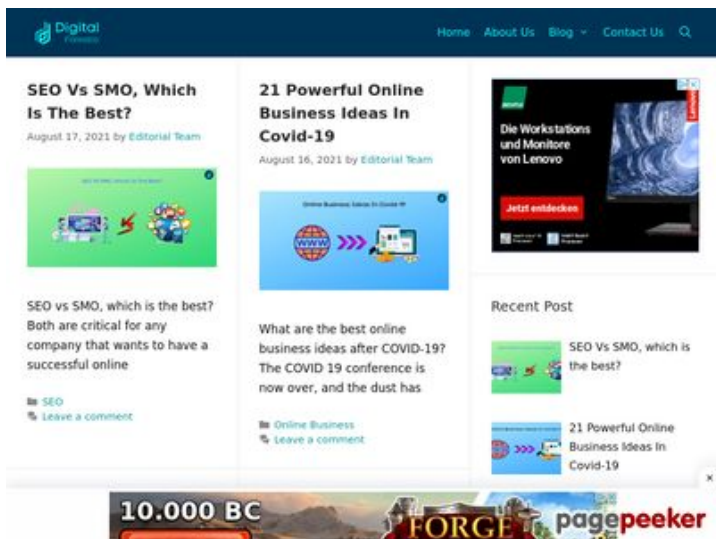 Digital
Home About Us Blog Contact Us
SEO Vs SMO, Which
Is The Best?
August 17, 2021 by Editorial Team
SEO vs SMO, which is the best?
Both are critical for any
company that wants to have a
successful online
SEO
Leave a comment
21 Powerful Online
Business Ideas In
Covid-19
August 16, 2021 by Editorial Team
Online Business Ideas In Covid-19
WWW
What are the best online
business ideas after COVID-19?
The COVID 19 conference is
now over, and the dust has
Online Business
Leave a comment
Die Workstations
und Monitore
von Lenovo
Jetzt entdecken
Lenovo
Recent Post
SEO Vs SMO, which is
the best?
21 Powerful Online
Business Ideas In
Covid-19
10.000 BC
FORGE
pagepeeker